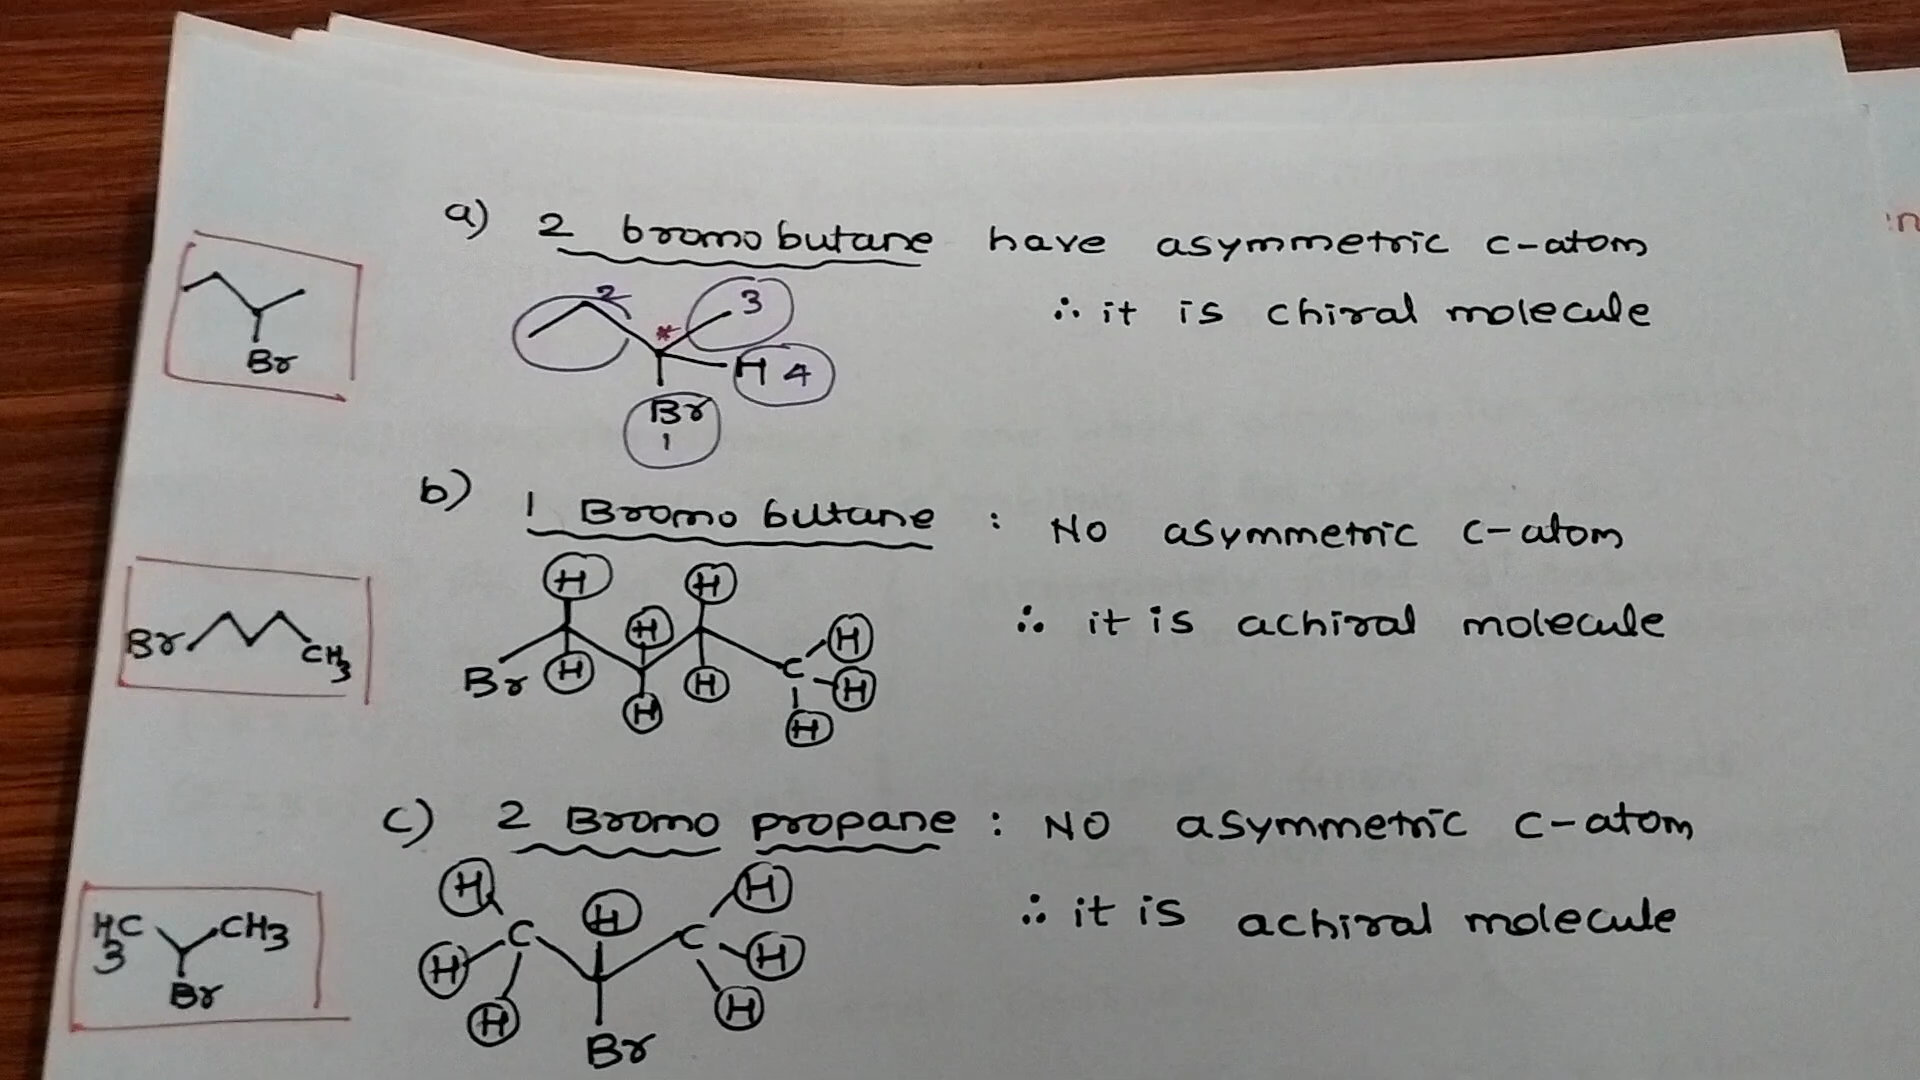 a) 2 bromobutane have asymmetric c-atom
∴ it is chiral molecule
Br
2
3
*
H 4
Br
1
b) 1 Bromo butane : No asymmetric c-atom
∴ it is achiral molecule
Br CH3
H H
H H
Br H H C H
H H
H
c) 2 Bromo propane : NO asymmetric c-atom
∴ it is achiral molecule
H3C CH3
Br
H H H
C C
H H
H H
Br